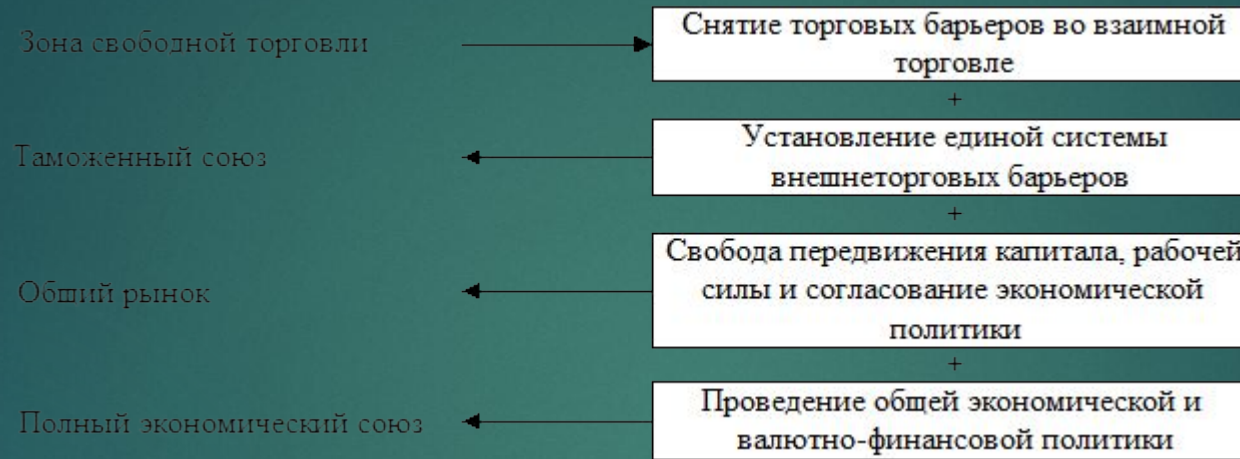 Зона свободной торговли
Снятие торговых барьеров во взаимной
торговле
+
Таможенный союз
Установление единой системы
внешнеторговых барьеров
+
Общий рынок
Свобода передвижения капитала, рабочей
силы и согласование экономической
политики
+
Полный экономический союз
Проведение общей экономической и
валютно-финансовой политики